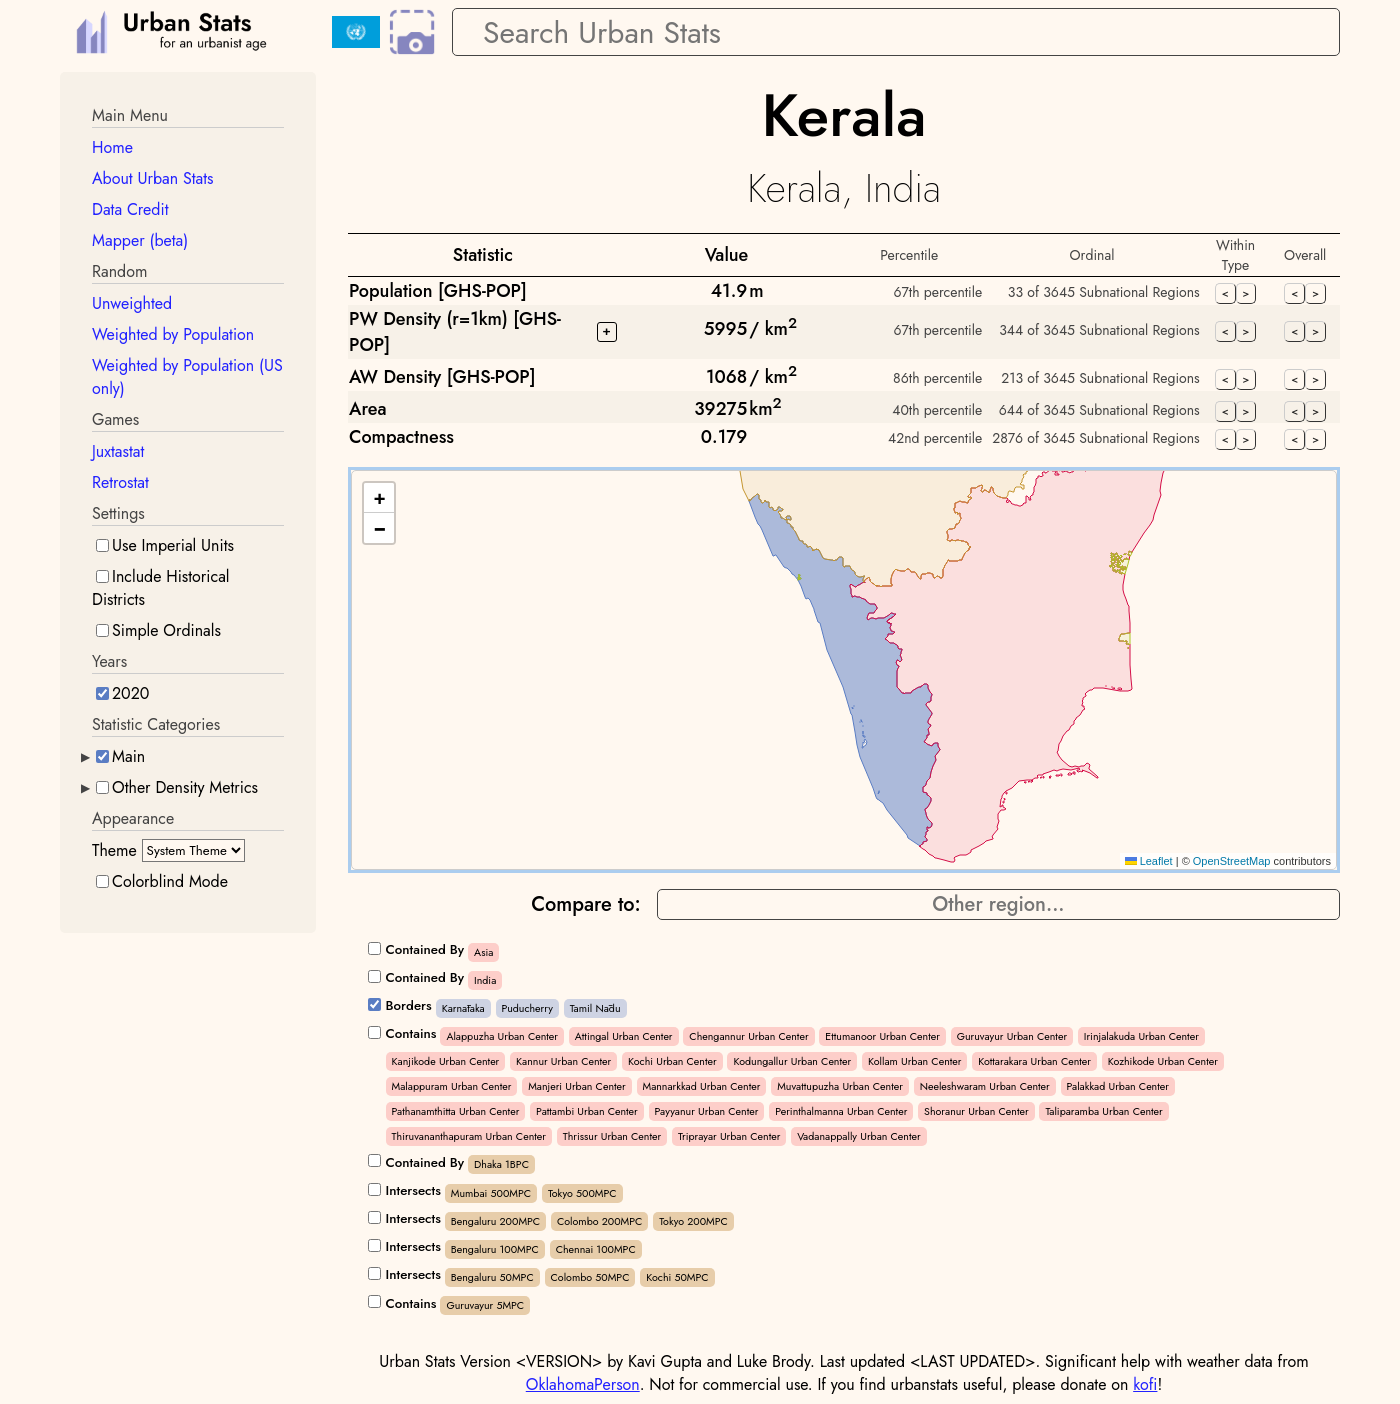 Urban Stats
for an urbanist age
Search Urban Stats
Main Menu
Home
About Urban Stats
Data Credit
Mapper (beta)
Random
Unweighted
Weighted by Population
Weighted by Population (US
only)
Games
Juxtastat
Retrostat
Settings
Use Imperial Units
Include Historical
Districts
Simple Ordinals
Years
2020
Statistic Categories
▶ Main
▶ Other Density Metrics
Appearance
Theme System Theme
Colorblind Mode
Kerala
Kerala, India
Statistic Value Percentile Ordinal Within Type Overall
Population [GHS-POP] 41.9 m 67th percentile 33 of 3645 Subnational Regions < > < >
PW Density (r=1km) [GHS-
POP] + 5995 / km² 67th percentile 344 of 3645 Subnational Regions < > < >
AW Density [GHS-POP] 1068 / km² 86th percentile 213 of 3645 Subnational Regions < > < >
Area 39275 km² 40th percentile 644 of 3645 Subnational Regions < > < >
Compactness 0.179 42nd percentile 2876 of 3645 Subnational Regions < > < >
+
−
Leaflet | © OpenStreetMap contributors
Compare to: Other region...
Contained By Asia
Contained By India
Borders Karnātaka Puducherry Tamil Nādu
Contains Alappuzha Urban Center Attingal Urban Center Chengannur Urban Center Ettumanoor Urban Center Guruvayur Urban Center Irinjalakuda Urban Center
Kanjikode Urban Center Kannur Urban Center Kochi Urban Center Kodungallur Urban Center Kollam Urban Center Kottarakara Urban Center Kozhikode Urban Center
Malappuram Urban Center Manjeri Urban Center Mannarkkad Urban Center Muvattupuzha Urban Center Neeleshwaram Urban Center Palakkad Urban Center
Pathanamthitta Urban Center Pattambi Urban Center Payyanur Urban Center Perinthalmanna Urban Center Shoranur Urban Center Taliparamba Urban Center
Thiruvananthapuram Urban Center Thrissur Urban Center Triprayar Urban Center Vadanappally Urban Center
Contained By Dhaka 1BPC
Intersects Mumbai 500MPC Tokyo 500MPC
Intersects Bengaluru 200MPC Colombo 200MPC Tokyo 200MPC
Intersects Bengaluru 100MPC Chennai 100MPC
Intersects Bengaluru 50MPC Colombo 50MPC Kochi 50MPC
Contains Guruvayur 5MPC
Urban Stats Version <VERSION> by Kavi Gupta and Luke Brody. Last updated <LAST UPDATED>. Significant help with weather data from
OklahomaPerson. Not for commercial use. If you find urbanstats useful, please donate on kofi!